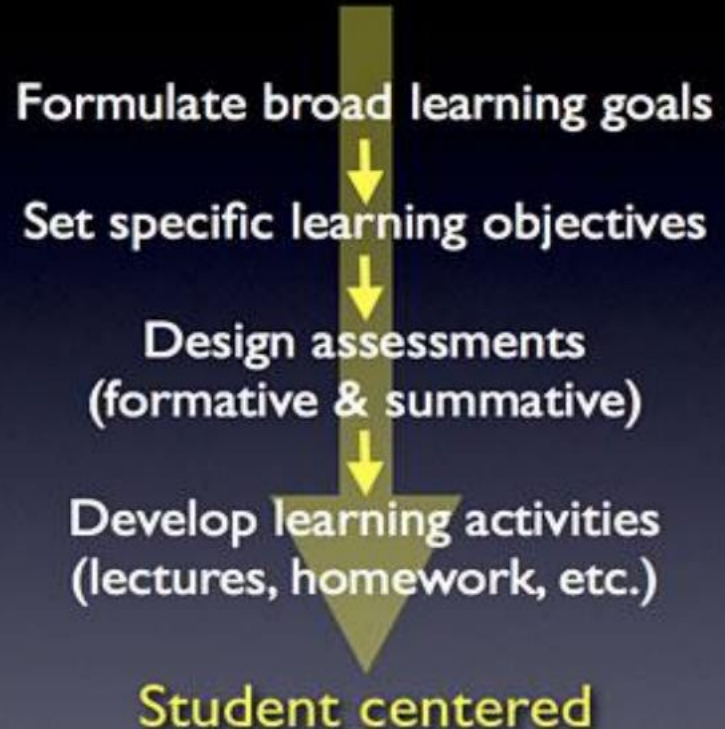 Formulate broad learning goals
Set specific learning objectives
Design assessments
(formative & summative)
Develop learning activities
(lectures, homework, etc.)
Student centered